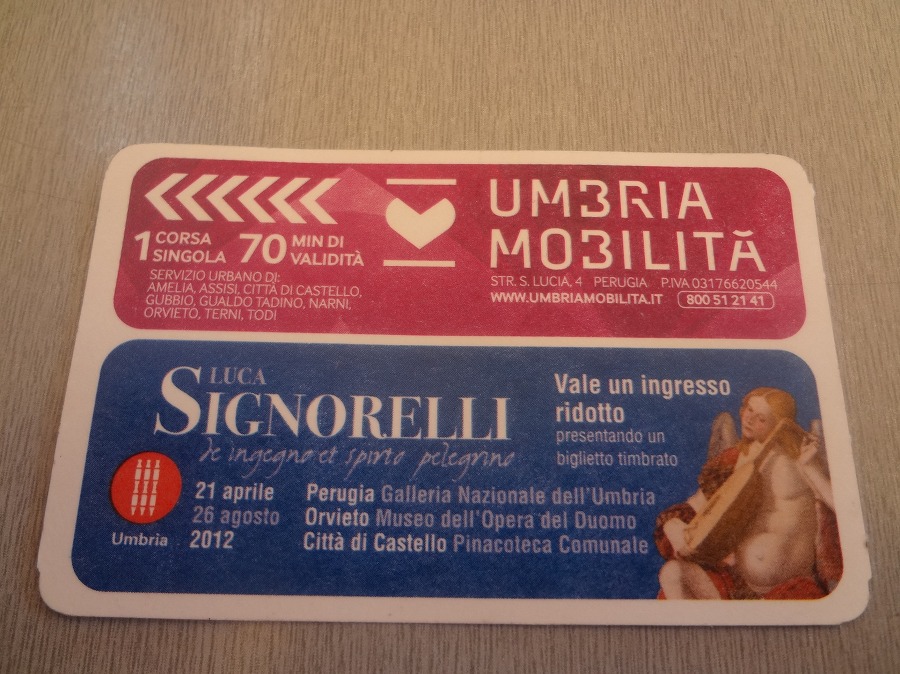 1 CORSA SINGOLA 70 MIN DI VALIDITÀ
SERVIZIO URBANO DI:
AMELIA, ASSISI, CITTÀ DI CASTELLO,
GUBBIO, GUALDO TADINO, NARNI,
ORVIETO, TERNI, TODI
UMBRIA
MOBILITĂ
STR. S. LUCIA, 4 PERUGIA P.IVA 03176620544
WWW.UMBRIAMOBILITA.IT 800 51 21 41
LUCA
SIGNORELLI
de ingegno et spirto pelegrino
Vale un ingresso
ridotto
presentando un
biglietto timbrato
Umbria
21 aprile
26 agosto
2012
Perugia Galleria Nazionale dell'Umbria
Orvieto Museo dell'Opera del Duomo
Città di Castello Pinacoteca Comunale